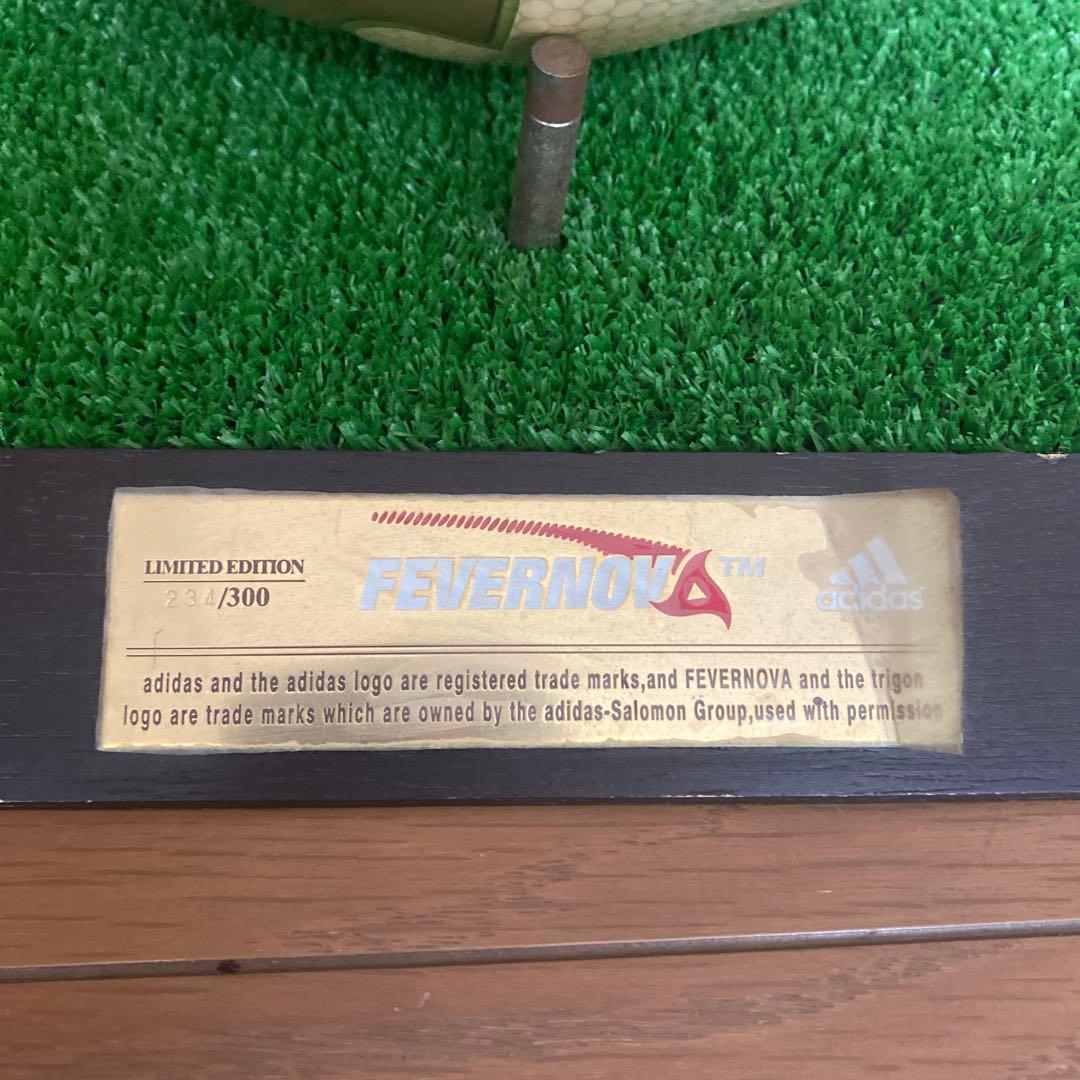 LIMITED EDITION
234/300
FEVERNOVA™
adidas
adidas and the adidas logo are registered trade marks,and FEVERNOVA and the trigon
logo are trade marks which are owned by the adidas-Salomon Group,used with permission